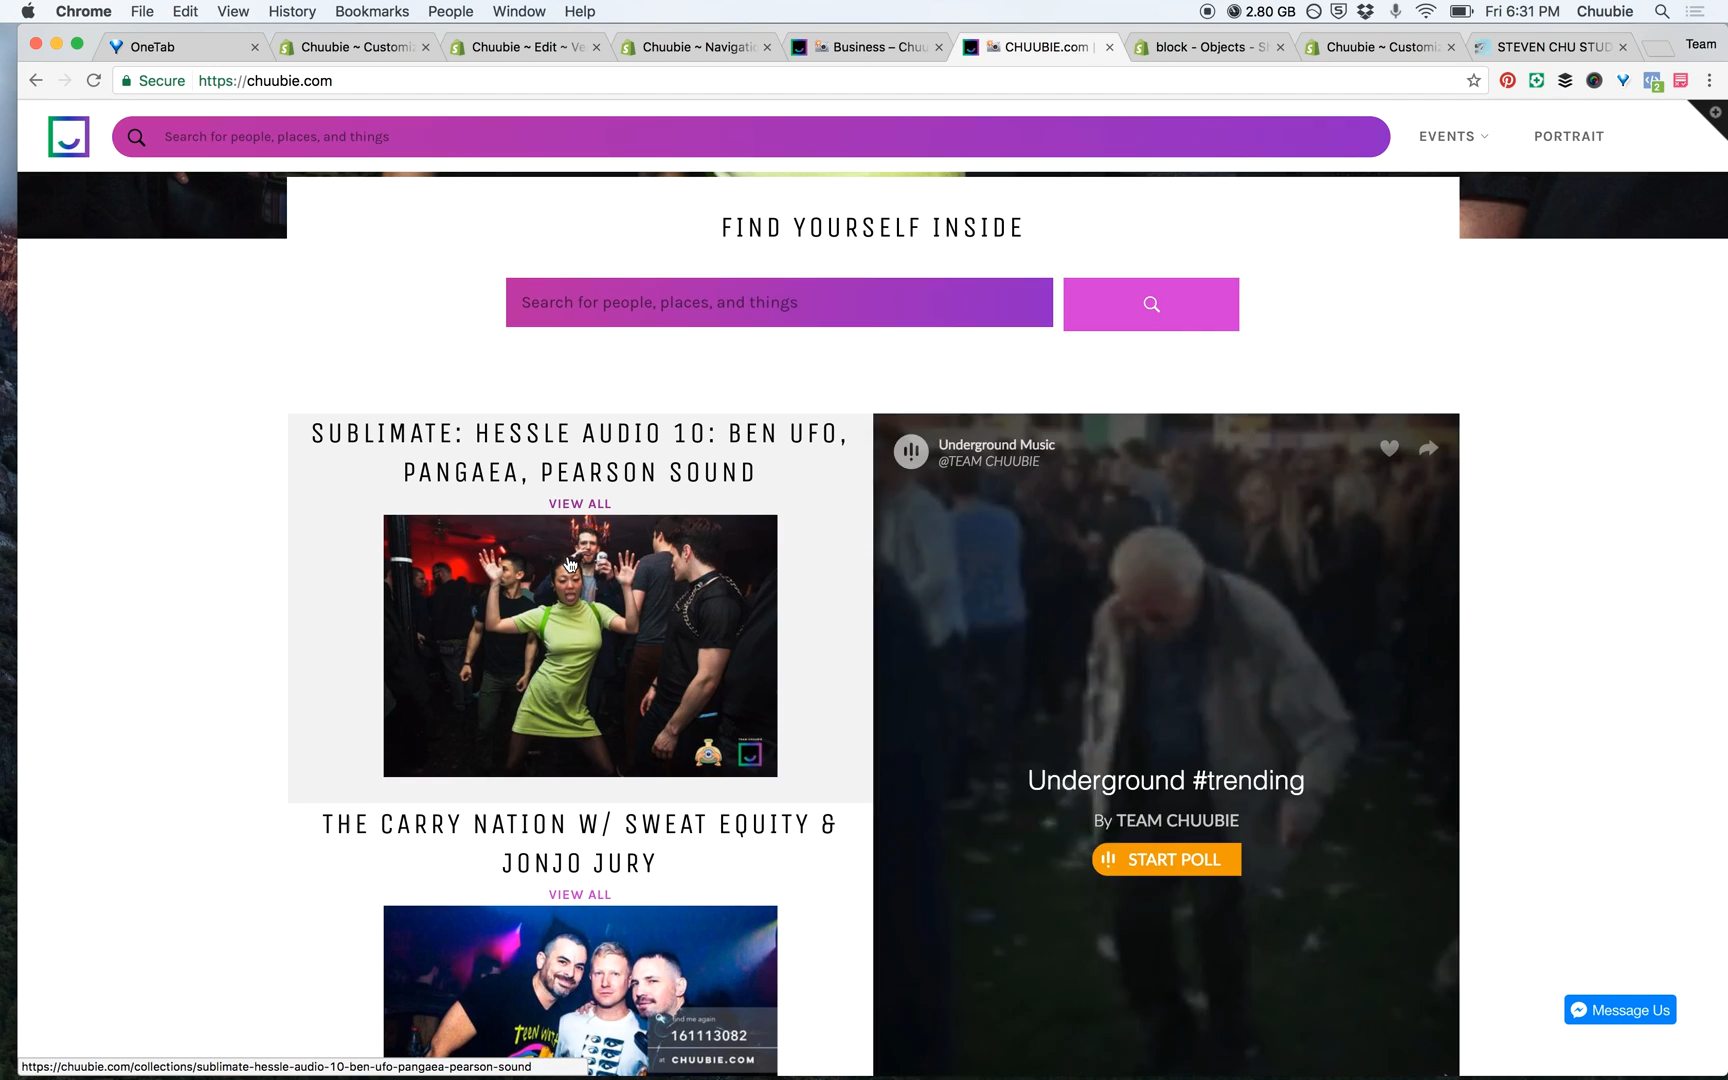 Chrome File Edit View History Bookmarks People Window Help 2.80 GB Fri 6:31 PM Chuubie
OneTab
Chuubie ~ Customi
Chuubie ~ Edit ~ Ve
Chuubie ~ Navigati
Business – Chuu
CHUUBIE.com |
block - Objects - S
Chuubie ~ Customi
STEVEN CHU STUD
Team
Secure https://chuubie.com
Search for people, places, and things
EVENTS
PORTRAIT
FIND YOURSELF INSIDE
Search for people, places, and things
SUBLIMATE: HESSLE AUDIO 10: BEN UFO,
PANGAEA, PEARSON SOUND
VIEW ALL
THE CARRY NATION W/ SWEAT EQUITY &
JONJO JURY
VIEW ALL
find me again
161113082
at CHUUBIE.COM
Underground Music
@TEAM CHUUBIE
Underground #trending
By TEAM CHUUBIE
START POLL
Message Us
https://chuubie.com/collections/sublimate-hessle-audio-10-ben-ufo-pangaea-pearson-sound